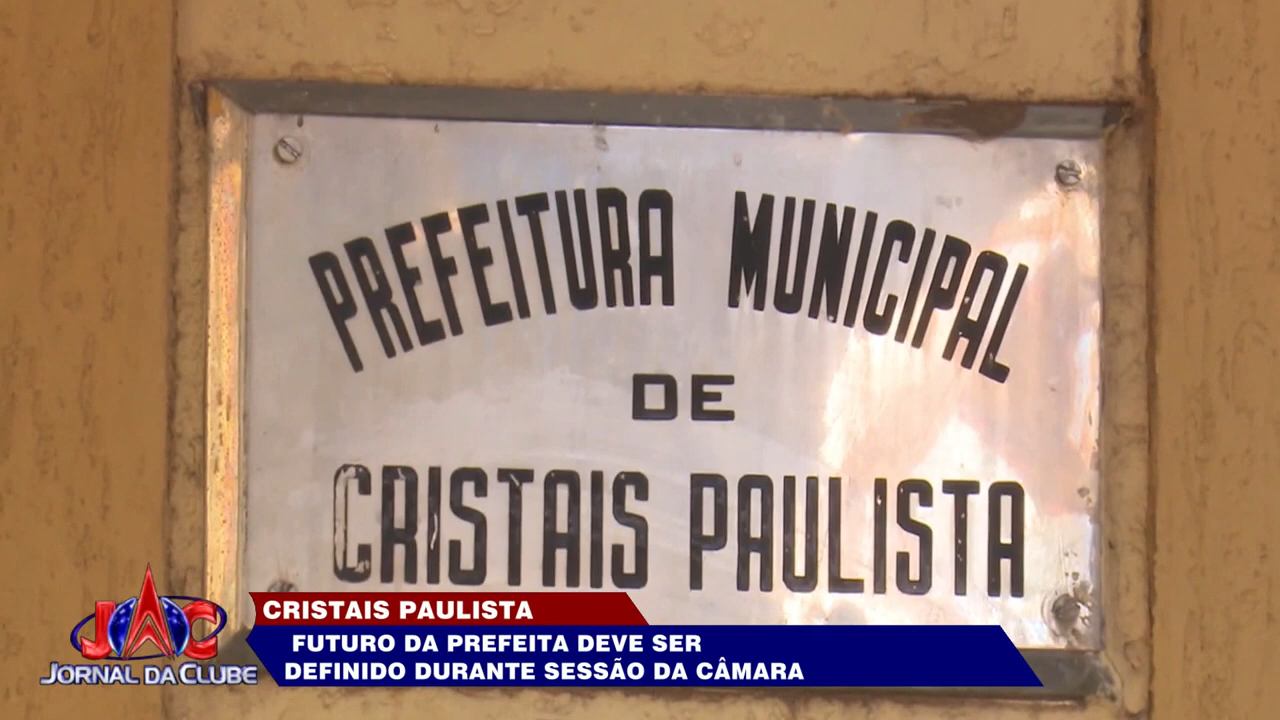 PREFEITURA MUNICIPAL
DE
CRISTAIS PAULISTA
CRISTAIS PAULISTA
FUTURO DA PREFEITA DEVE SER
DEFINIDO DURANTE SESSÃO DA CÂMARA
JAC
JORNAL DA CLUBE